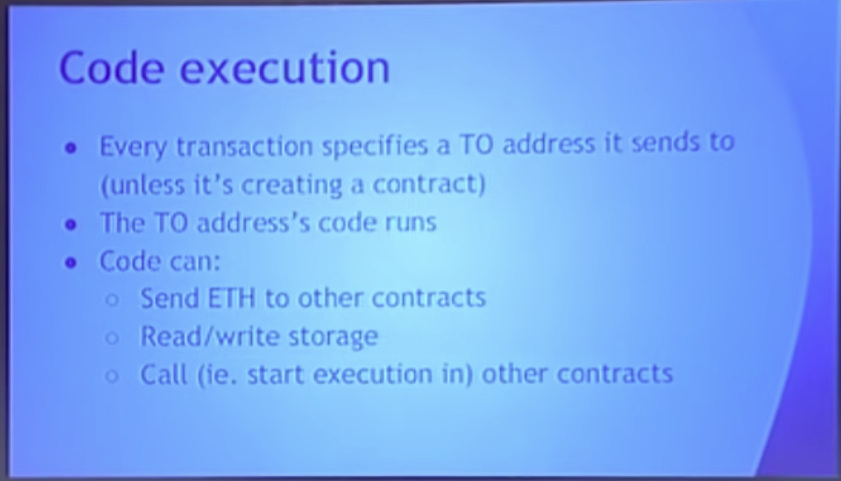 Code execution
● Every transaction specifies a TO address it sends to
(unless it's creating a contract)
● The TO address's code runs
● Code can:
○ Send ETH to other contracts
○ Read/write storage
○ Call (ie. start execution in) other contracts